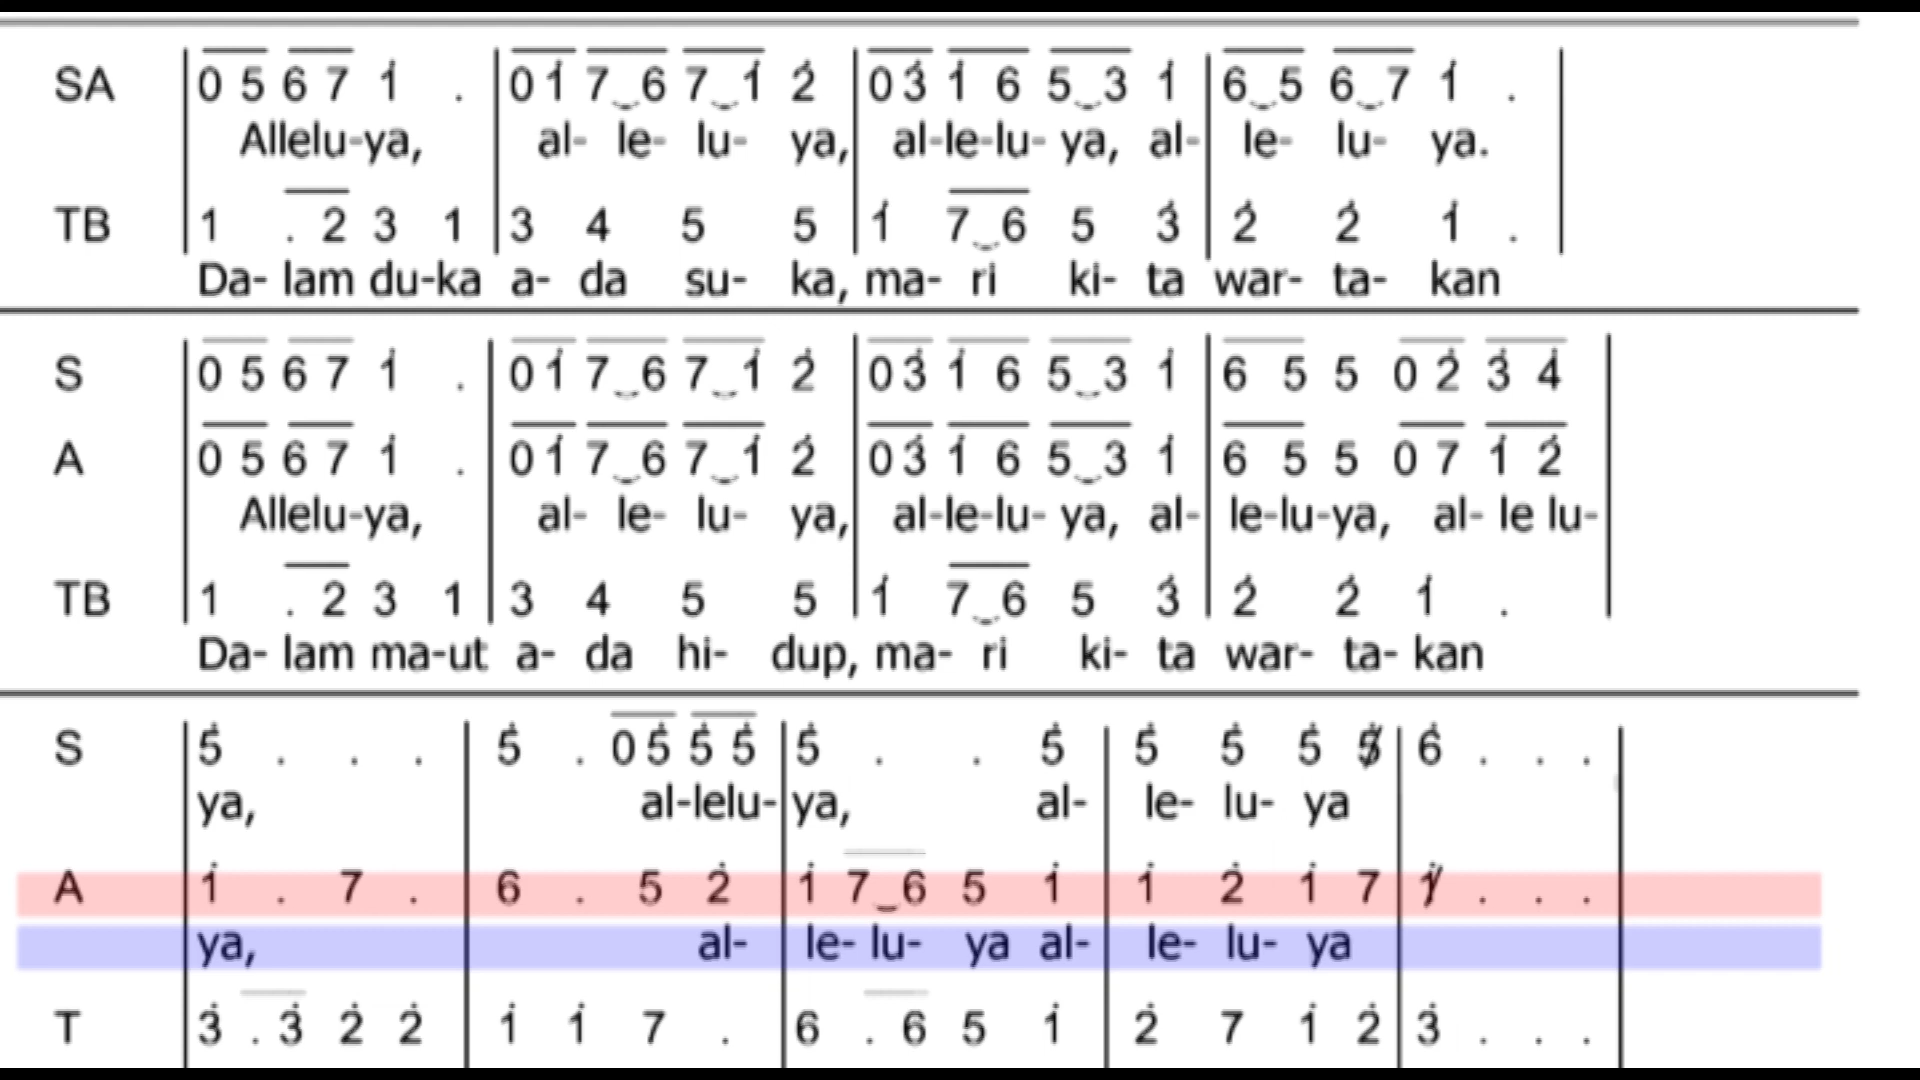 SA 0 5 6 7 1̇ . | 0 1̇ 7 6 7 1̇ 2̇ | 0 3̇ 1̇ 6 5 3 1̇ | 6 5 6 7 1̇ .
Allelu-ya, al- le- lu- ya, al-le-lu- ya, al- le- lu- ya.
TB 1 . 2 3 1 | 3 4 5 5 | 1̇ 7 6 5 3̇ | 2̇ 2̇ 1̇ .
Da- lam du-ka a- da su- ka, ma- ri ki- ta war- ta- kan
S 0 5 6 7 1̇ . | 0 1̇ 7 6 7 1̇ 2̇ | 0 3̇ 1̇ 6 5 3 1̇ | 6 5 5 0 2̇ 3̇ 4̇
A 0 5 6 7 1̇ . | 0 1̇ 7 6 7 1̇ 2̇ | 0 3̇ 1̇ 6 5 3 1̇ | 6 5 5 0 7 1̇ 2̇
Allelu-ya, al- le- lu- ya, al-le-lu- ya, al- le-lu-ya, al- le lu-
TB 1 . 2 3 1 | 3 4 5 5 | 1̇ 7 6 5 3̇ | 2̇ 2̇ 1̇ .
Da- lam ma-ut a- da hi- dup, ma- ri ki- ta war- ta- kan
S 5̇ . . . | 5̇ . 0 5̇ 5̇ 5̇ | 5̇ . . 5̇ | 5̇ 5̇ 5̇ 5̸̇ | 6̇ . . .
ya, al-lelu- ya, al- le- lu- ya
A 1̇ . 7 . | 6 . 5 2̇ | 1̇ 7 6 5 1̇ | 1̇ 2̇ 1̇ 7 | 1̸̇ . . .
ya, al- le- lu- ya al- le- lu- ya
T 3̇ . 3̇ 2̇ 2̇ | 1̇ 1̇ 7 . | 6 . 6 5 1̇ | 2̇ 7 1̇ 2̇ | 3̇ . . .